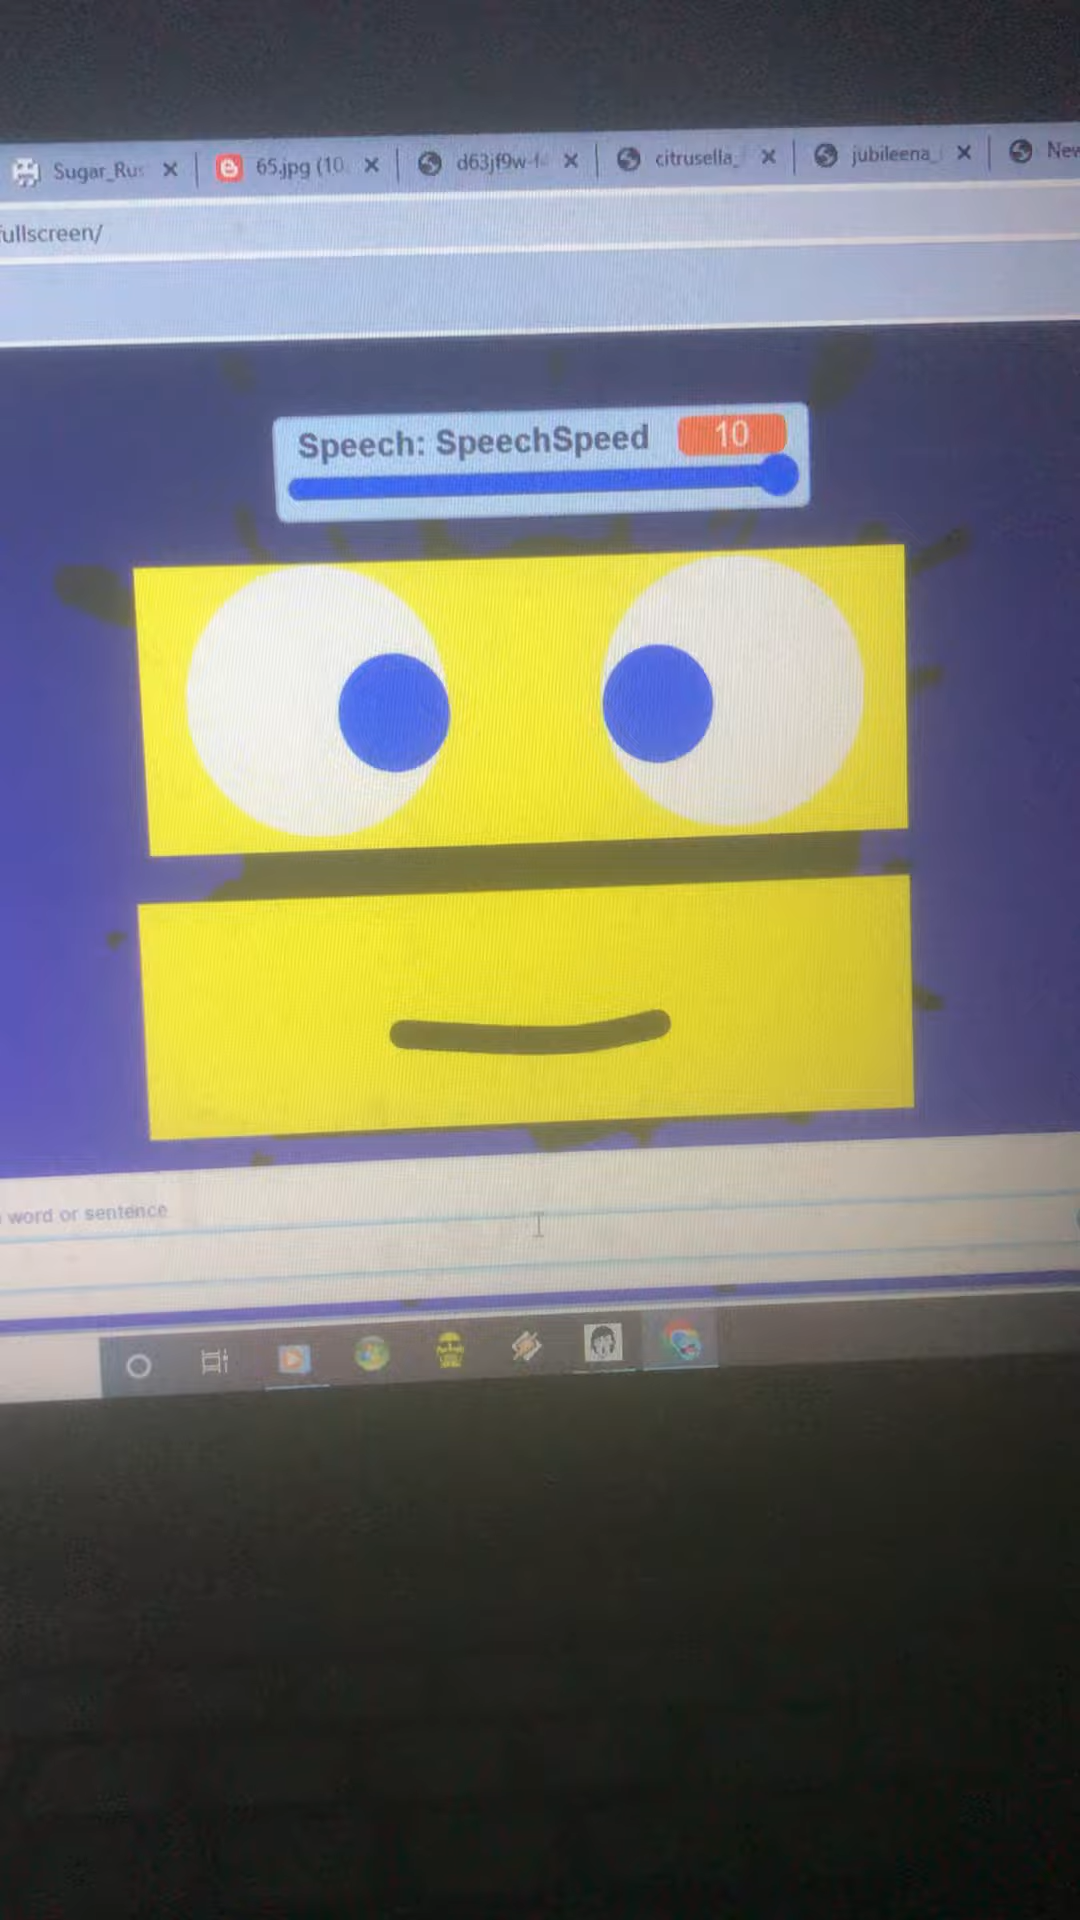 Sugar_Rus
65.jpg (10
d63jf9w-f
citrusella_
jubileena_
New
fullscreen/
Speech: SpeechSpeed 10
word or sentence